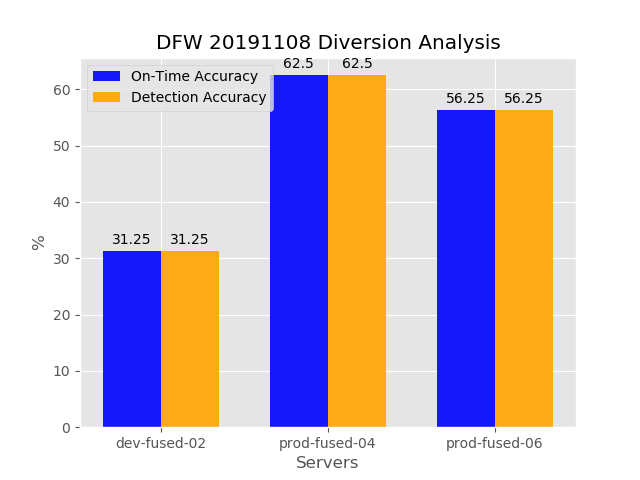 DFW 20191108 Diversion Analysis
On-Time Accuracy
Detection Accuracy
62.5 62.5
56.25 56.25
31.25 31.25
60
50
40
30
20
10
0
%
dev-fused-02 prod-fused-04 prod-fused-06
Servers